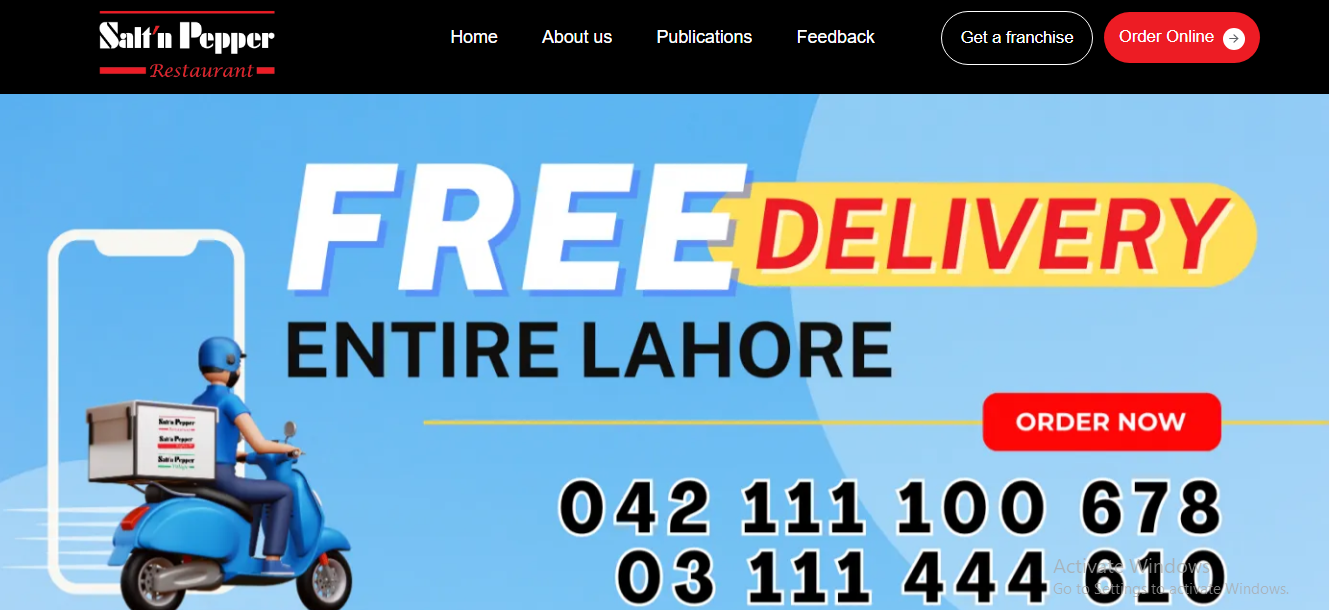 Salt'n Pepper
Restaurant
Home About us Publications Feedback Get a franchise Order Online
FREE DELIVERY
ENTIRE LAHORE
ORDER NOW
Salt'n Pepper
Salt'n Pepper
Salt'n Pepper
Village
042 111 100 678
03 111 444 610
Activate Windows
Go to Settings to activate Windows.